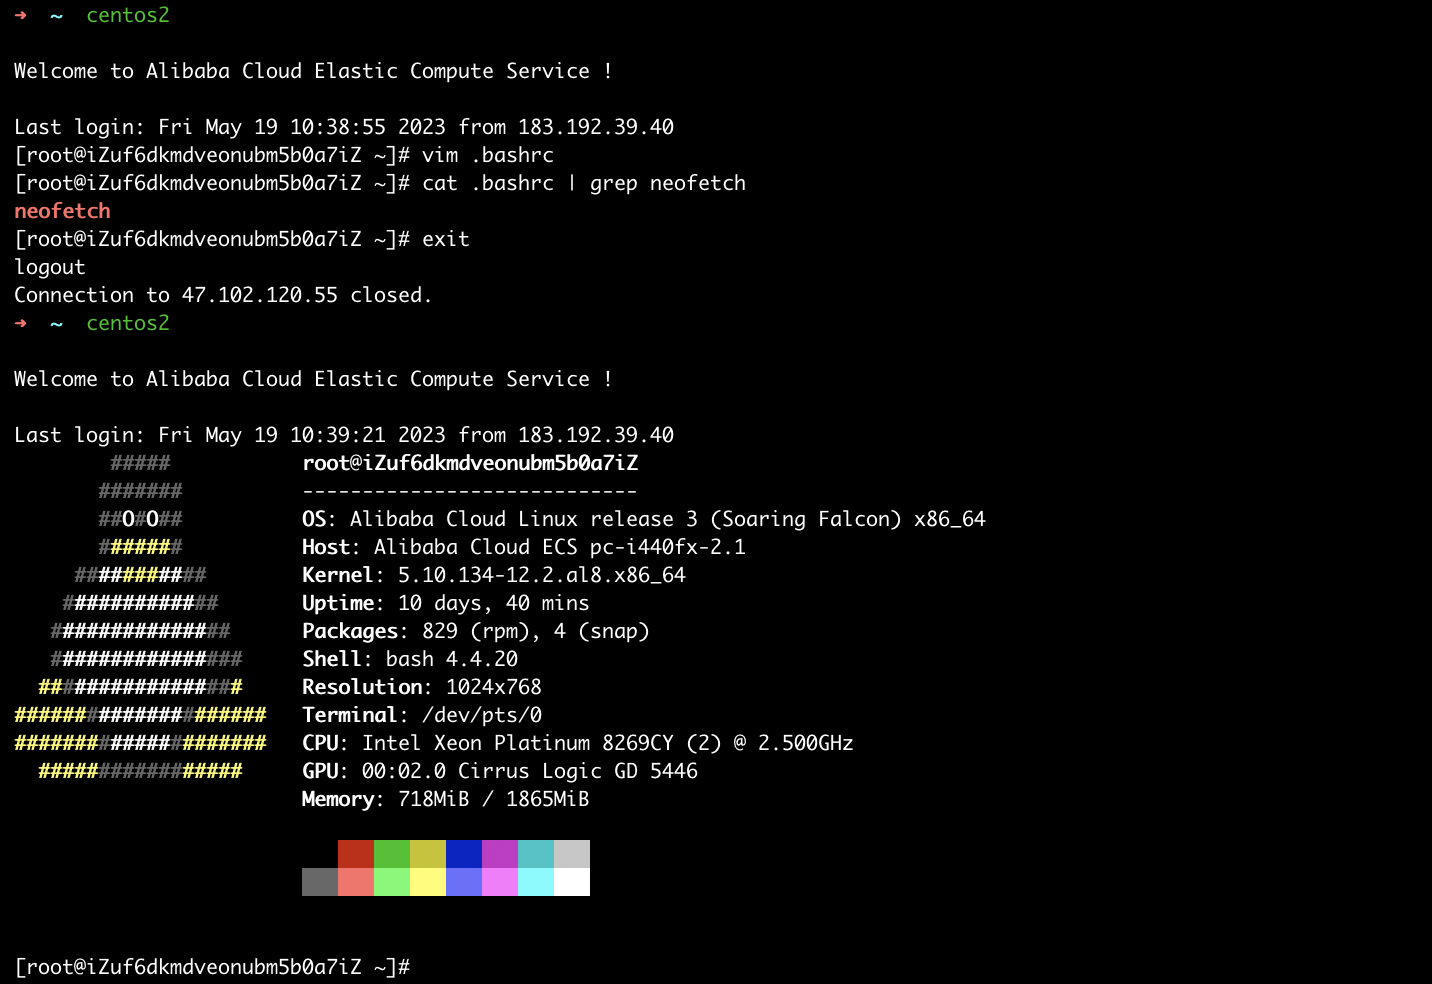 ➜  ~  centos2
Welcome to Alibaba Cloud Elastic Compute Service !
Last login: Fri May 19 10:38:55 2023 from 183.192.39.40
[root@iZuf6dkmdveonubm5b0a7iZ ~]# vim .bashrc
[root@iZuf6dkmdveonubm5b0a7iZ ~]# cat .bashrc | grep neofetch
neofetch
[root@iZuf6dkmdveonubm5b0a7iZ ~]# exit
logout
Connection to 47.102.120.55 closed.
➜  ~  centos2
Welcome to Alibaba Cloud Elastic Compute Service !
Last login: Fri May 19 10:39:21 2023 from 183.192.39.40
        #####           root@iZuf6dkmdveonubm5b0a7iZ
       #######          ----------------------------
       ##O#O##          OS: Alibaba Cloud Linux release 3 (Soaring Falcon) x86_64
       #######          Host: Alibaba Cloud ECS pc-i440fx-2.1
     ###########        Kernel: 5.10.134-12.2.al8.x86_64
    #############       Uptime: 10 days, 40 mins
   ###############      Packages: 829 (rpm), 4 (snap)
   ################     Shell: bash 4.4.20
  #################     Resolution: 1024x768
#####################   Terminal: /dev/pts/0
#####################   CPU: Intel Xeon Platinum 8269CY (2) @ 2.500GHz
  #################     GPU: 00:02.0 Cirrus Logic GD 5446
                        Memory: 718MiB / 1865MiB
[root@iZuf6dkmdveonubm5b0a7iZ ~]#